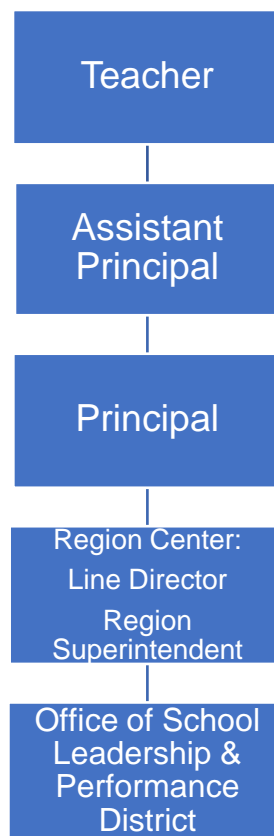 Teacher
Assistant
Principal
Principal
Region Center:
Line Director
Region
Superintendent
Office of School
Leadership &
Performance
District